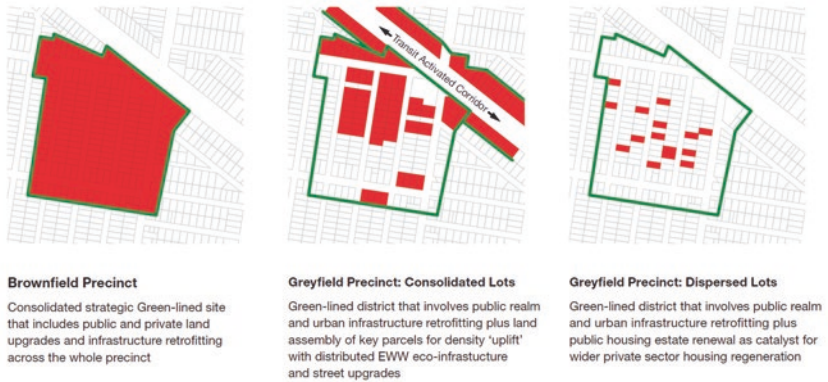 Transit Activated Corridor
Brownfield Precinct
Consolidated strategic Green-lined site
that includes public and private land
upgrades and infrastructure retrofitting
across the whole precinct
Greyfield Precinct: Consolidated Lots
Green-lined district that involves public realm
and urban infrastructure retrofitting plus land
assembly of key parcels for density ‘uplift’
with distributed EWW eco-infrastucture
and street upgrades
Greyfield Precinct: Dispersed Lots
Green-lined district that involves public realm
and urban infrastructure retrofitting plus
public housing estate renewal as catalyst for
wider private sector housing regeneration